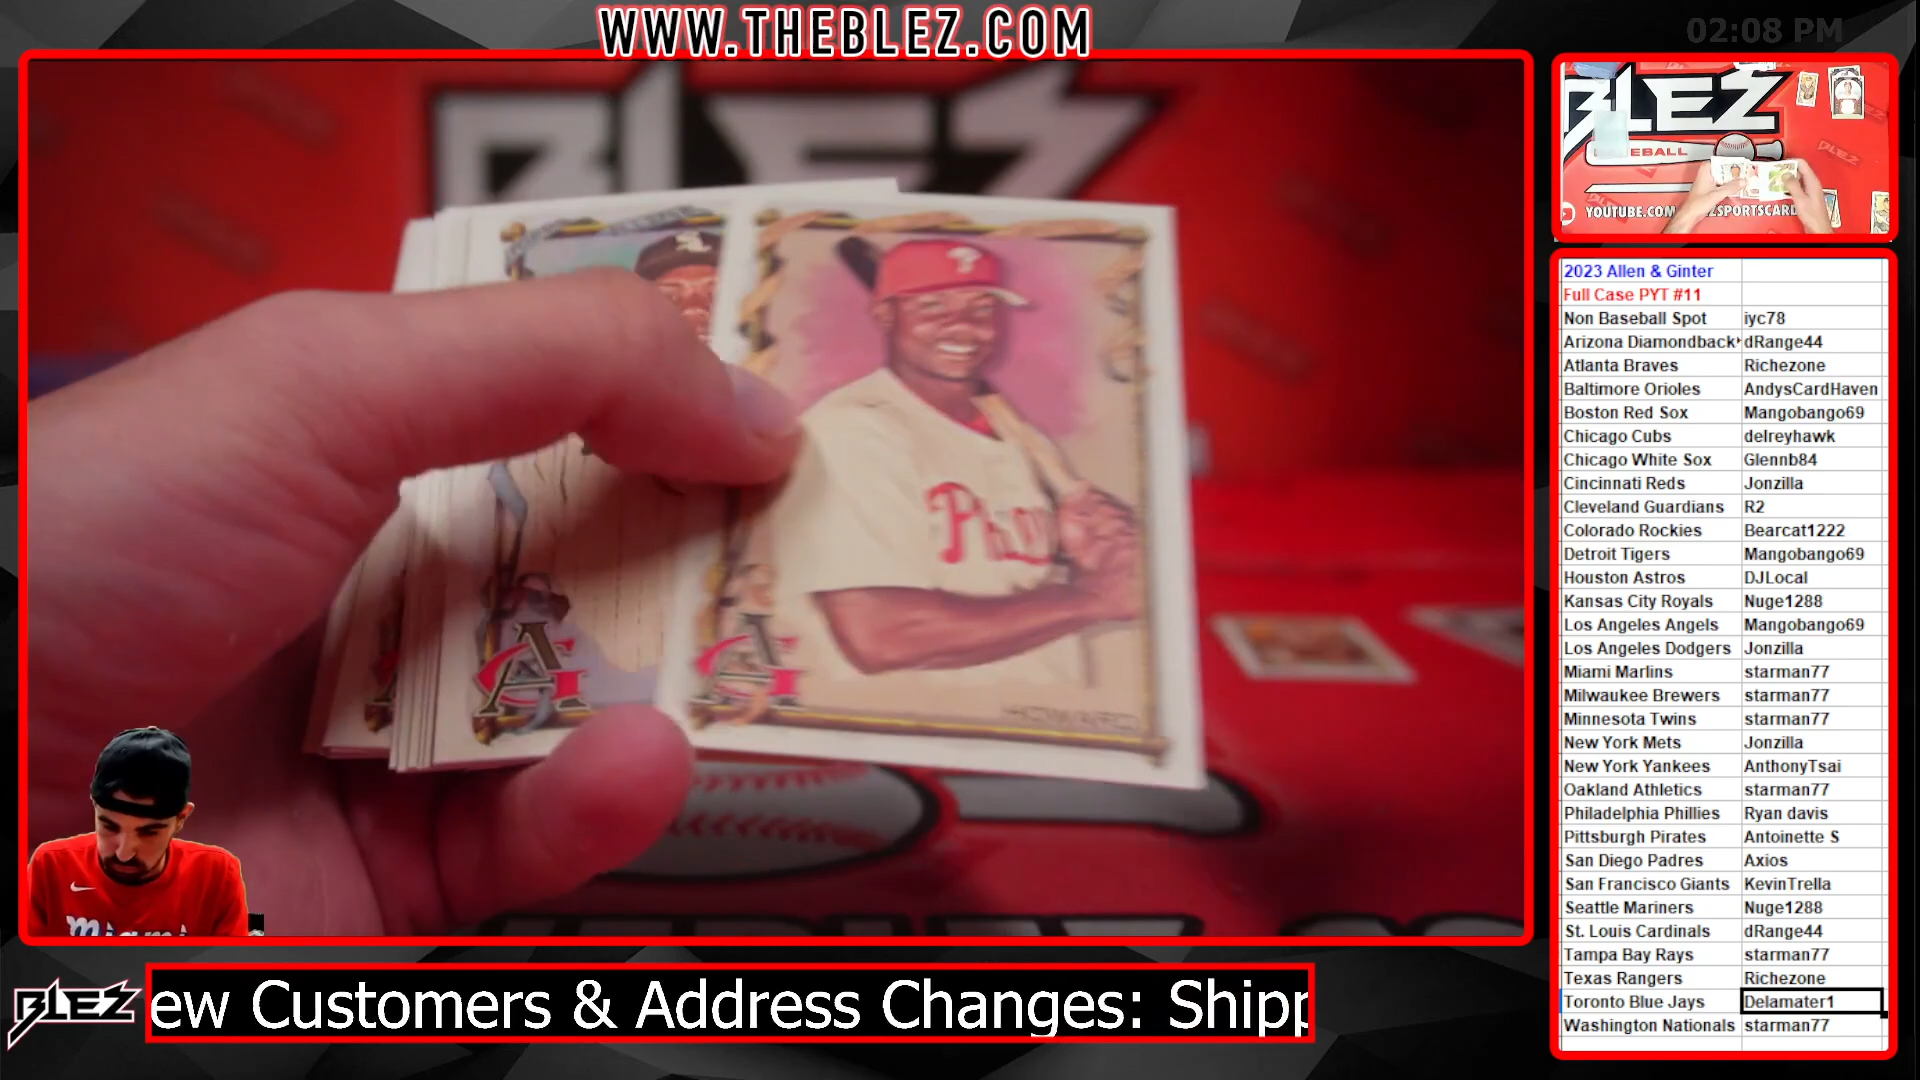 WWW.THEBLEZ.COM
02:08 PM
BLEZ
BLEZ
BLEZ
YOUTUBE.COM
Phi
HOWARD
AG
AG
2023 Allen & Ginter
Full Case PYT #11
Non Baseball Spot iyc78
Arizona Diamondback dRange44
Atlanta Braves Richezone
Baltimore Orioles AndysCardHaven
Boston Red Sox Mangobango69
Chicago Cubs delreyhawk
Chicago White Sox Glennb84
Cincinnati Reds Jonzilla
Cleveland Guardians R2
Colorado Rockies Bearcat1222
Detroit Tigers Mangobango69
Houston Astros DJLocal
Kansas City Royals Nuge1288
Los Angeles Angels Mangobango69
Los Angeles Dodgers Jonzilla
Miami Marlins starman77
Milwaukee Brewers starman77
Minnesota Twins starman77
New York Mets Jonzilla
New York Yankees AnthonyTsai
Oakland Athletics starman77
Philadelphia Phillies Ryan davis
Pittsburgh Pirates Antoinette S
San Diego Padres Axios
San Francisco Giants KevinTrella
Seattle Mariners Nuge1288
St. Louis Cardinals dRange44
Tampa Bay Rays starman77
Texas Rangers Richezone
Toronto Blue Jays Delamater1
Washington Nationals starman77
BLEZ
ew Customers & Address Changes: Shipp